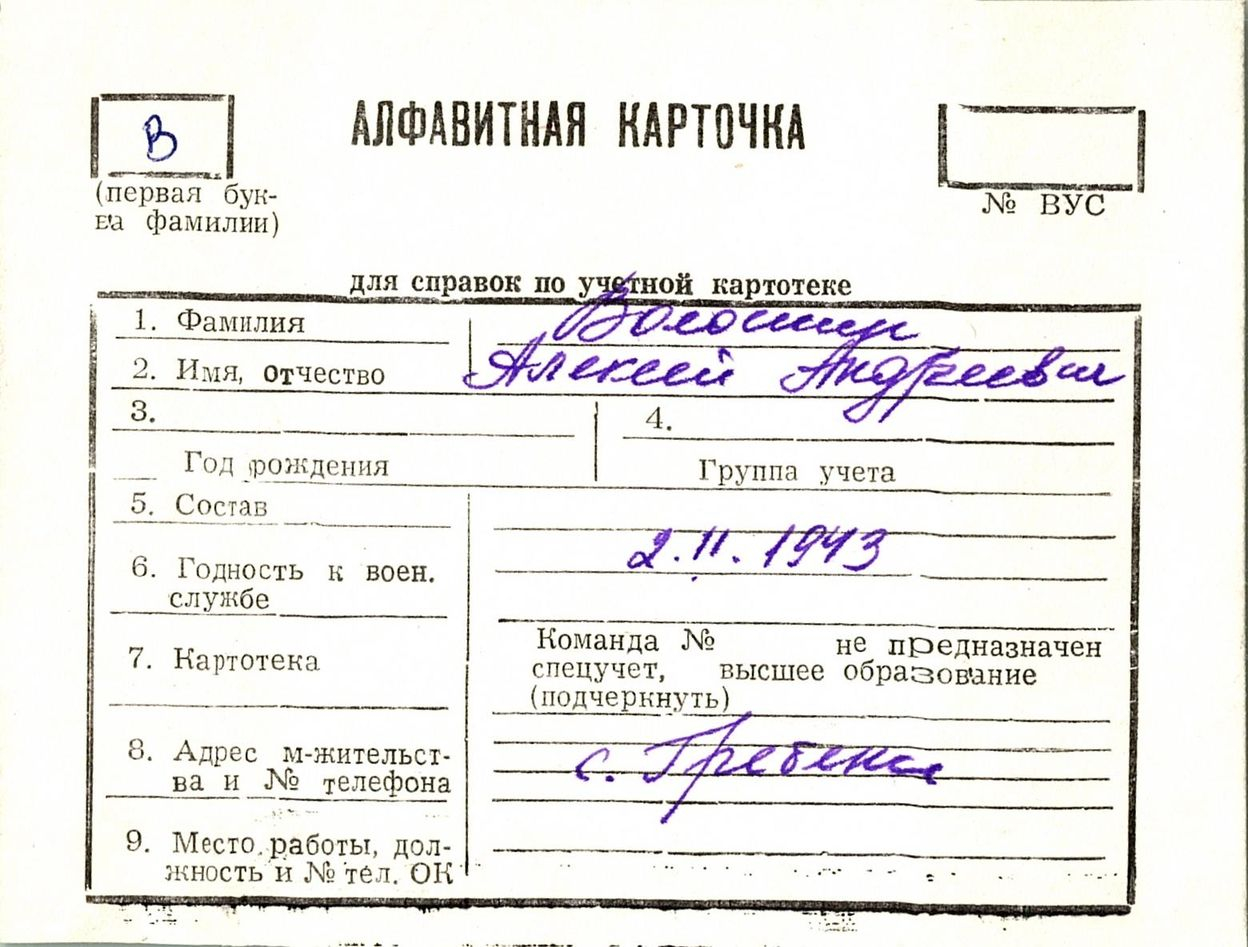 В
АЛФАВИТНАЯ КАРТОЧКА
(первая бук-
ва фамилии)
№ ВУС
для справок по учетной картотеке
1. Фамилия Волошин
2. Имя, отчество Алексей Андреевич
3. 4.
Год рождения Группа учета
5. Состав
2.II.1943
6. Годность к воен.
службе
7. Картотека
Команда № не предназначен
спецучет, высшее образование
(подчеркнуть)
8. Адрес м-жительст-
ва и № телефона
с. Гребенки
9. Место работы, дол-
жность и № тел. ОК